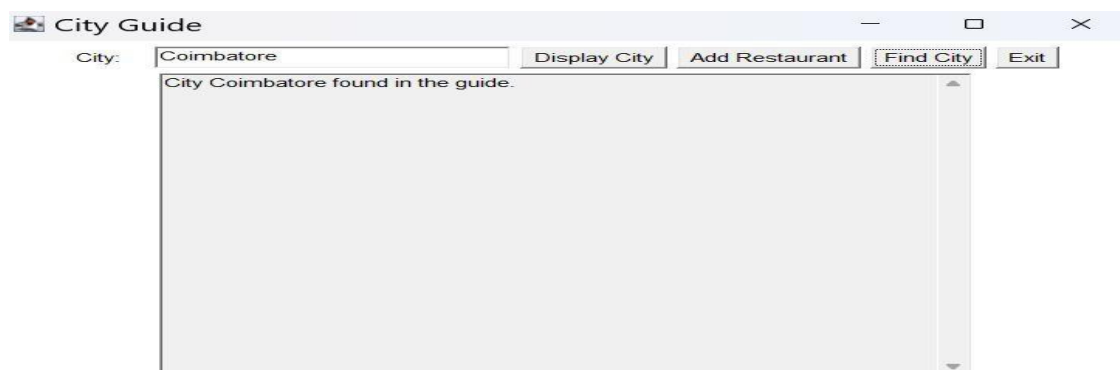 City Guide
City: Coimbatore Display City Add Restaurant Find City Exit
City Coimbatore found in the guide.